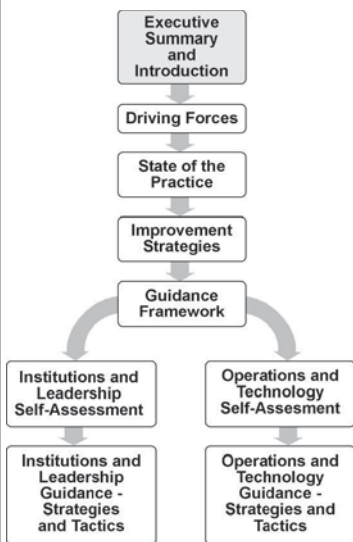 Executive
Summary
and
Introduction
Driving Forces
State of the
Practice
Improvement
Strategies
Guidance
Framework
Institutions and
Leadership
Self-Assessment
Operations and
Technology
Self-Assesment
Institutions and
Leadership
Guidance -
Strategies
and Tactics
Operations and
Technology
Guidance -
Strategies and
Tactics